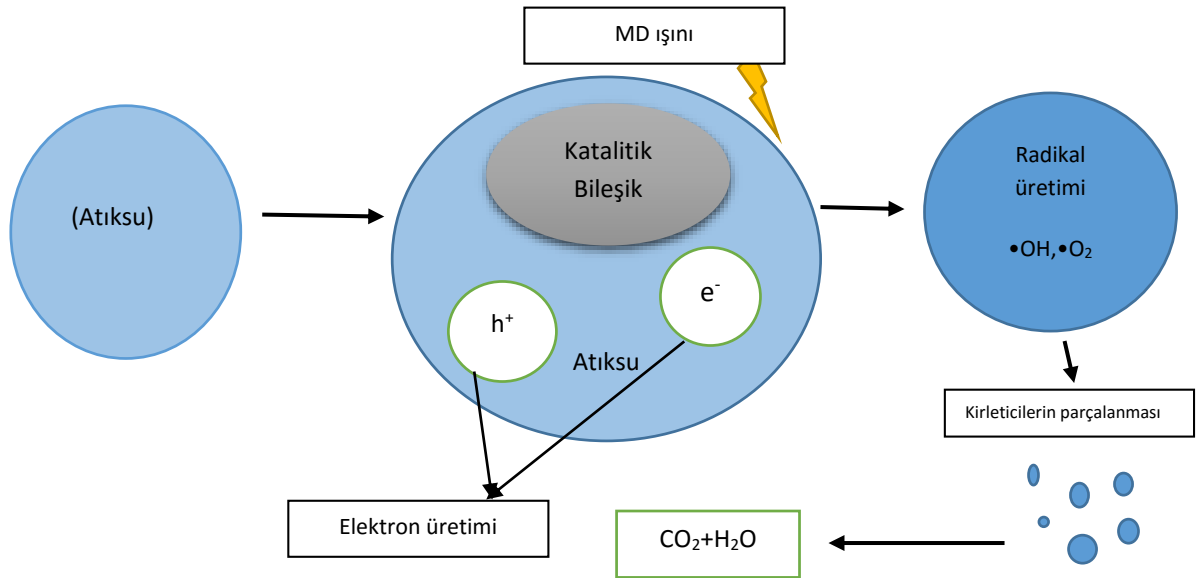 MD ışını
(Atıksu)
Katalitik
Bileşik
h⁺
e⁻
Atıksu
Radikal
üretimi
•OH,•O₂
Kirleticilerin parçalanması
Elektron üretimi
CO₂+H₂O